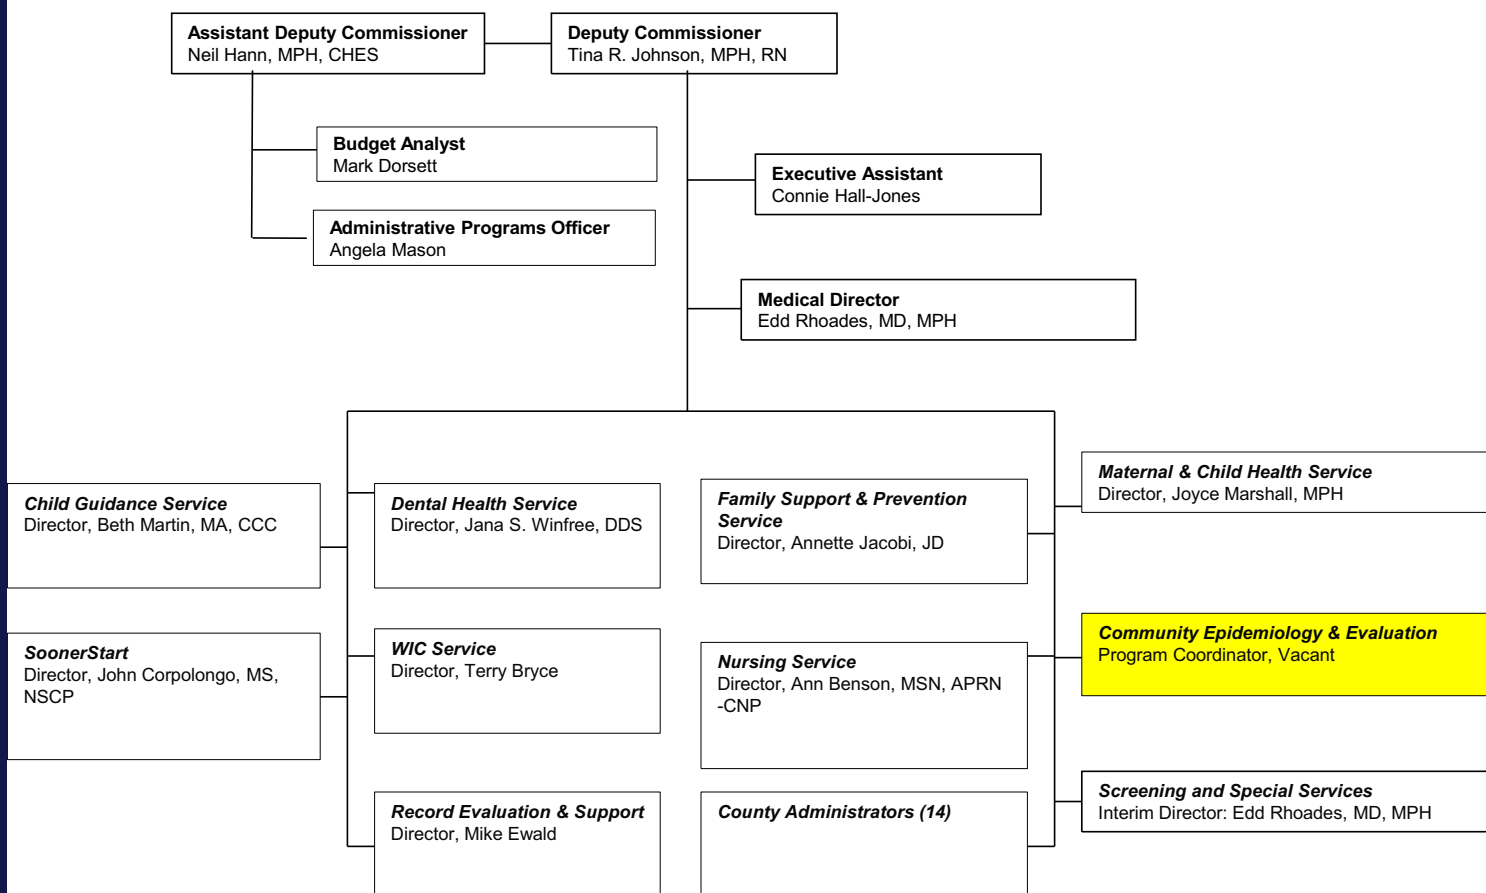 Assistant Deputy Commissioner
Neil Hann, MPH, CHES
Deputy Commissioner
Tina R. Johnson, MPH, RN
Budget Analyst
Mark Dorsett
Executive Assistant
Connie Hall-Jones
Administrative Programs Officer
Angela Mason
Medical Director
Edd Rhoades, MD, MPH
Child Guidance Service
Director, Beth Martin, MA, CCC
Dental Health Service
Director, Jana S. Winfree, DDS
Family Support & Prevention
Service
Director, Annette Jacobi, JD
Maternal & Child Health Service
Director, Joyce Marshall, MPH
SoonerStart
Director, John Corpolongo, MS,
NSCP
WIC Service
Director, Terry Bryce
Nursing Service
Director, Ann Benson, MSN, APRN
-CNP
Community Epidemiology & Evaluation
Program Coordinator, Vacant
Record Evaluation & Support
Director, Mike Ewald
County Administrators (14)
Screening and Special Services
Interim Director: Edd Rhoades, MD, MPH